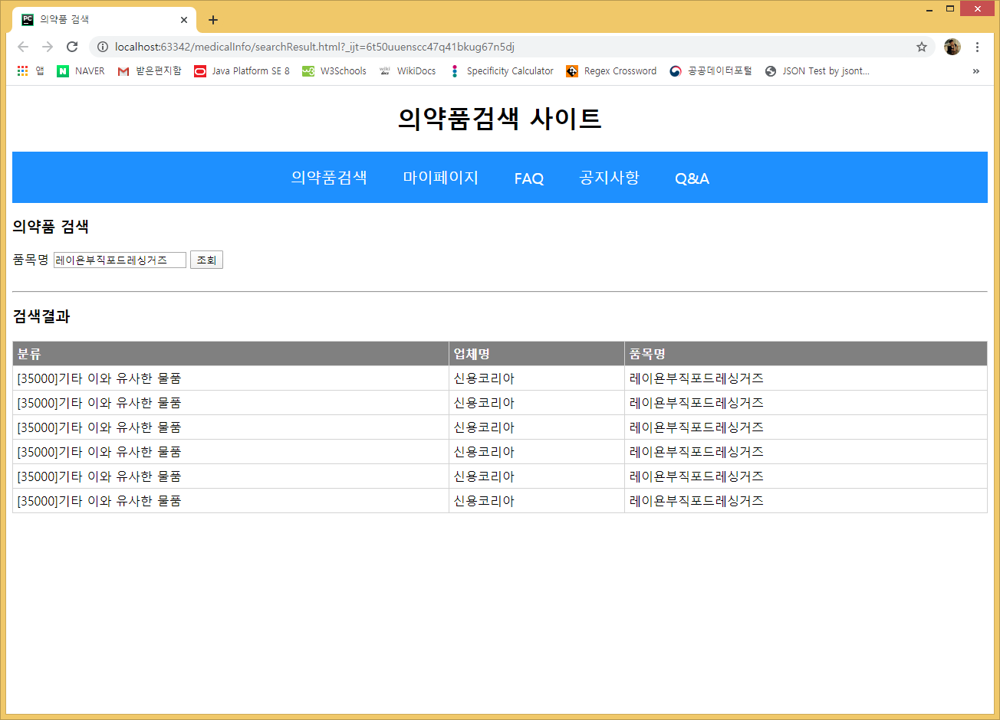 의약품 검색
localhost:63342/medicalInfo/searchResult.html?_ijt=6t50uuenscc47q41bkug67n5dj
앱 NAVER 받은편지함 Java Platform SE 8 W3Schools WikiDocs Specificity Calculator Regex Crossword 공공데이터포털 JSON Test by jsont...
의약품검색 사이트
의약품검색 마이페이지 FAQ 공지사항 Q&A
의약품 검색
품목명 레이욘부직포드레싱거즈 조회
검색결과
분류 업체명 품목명
[35000]기타 이와 유사한 물품 신용코리아 레이욘부직포드레싱거즈
[35000]기타 이와 유사한 물품 신용코리아 레이욘부직포드레싱거즈
[35000]기타 이와 유사한 물품 신용코리아 레이욘부직포드레싱거즈
[35000]기타 이와 유사한 물품 신용코리아 레이욘부직포드레싱거즈
[35000]기타 이와 유사한 물품 신용코리아 레이욘부직포드레싱거즈
[35000]기타 이와 유사한 물품 신용코리아 레이욘부직포드레싱거즈